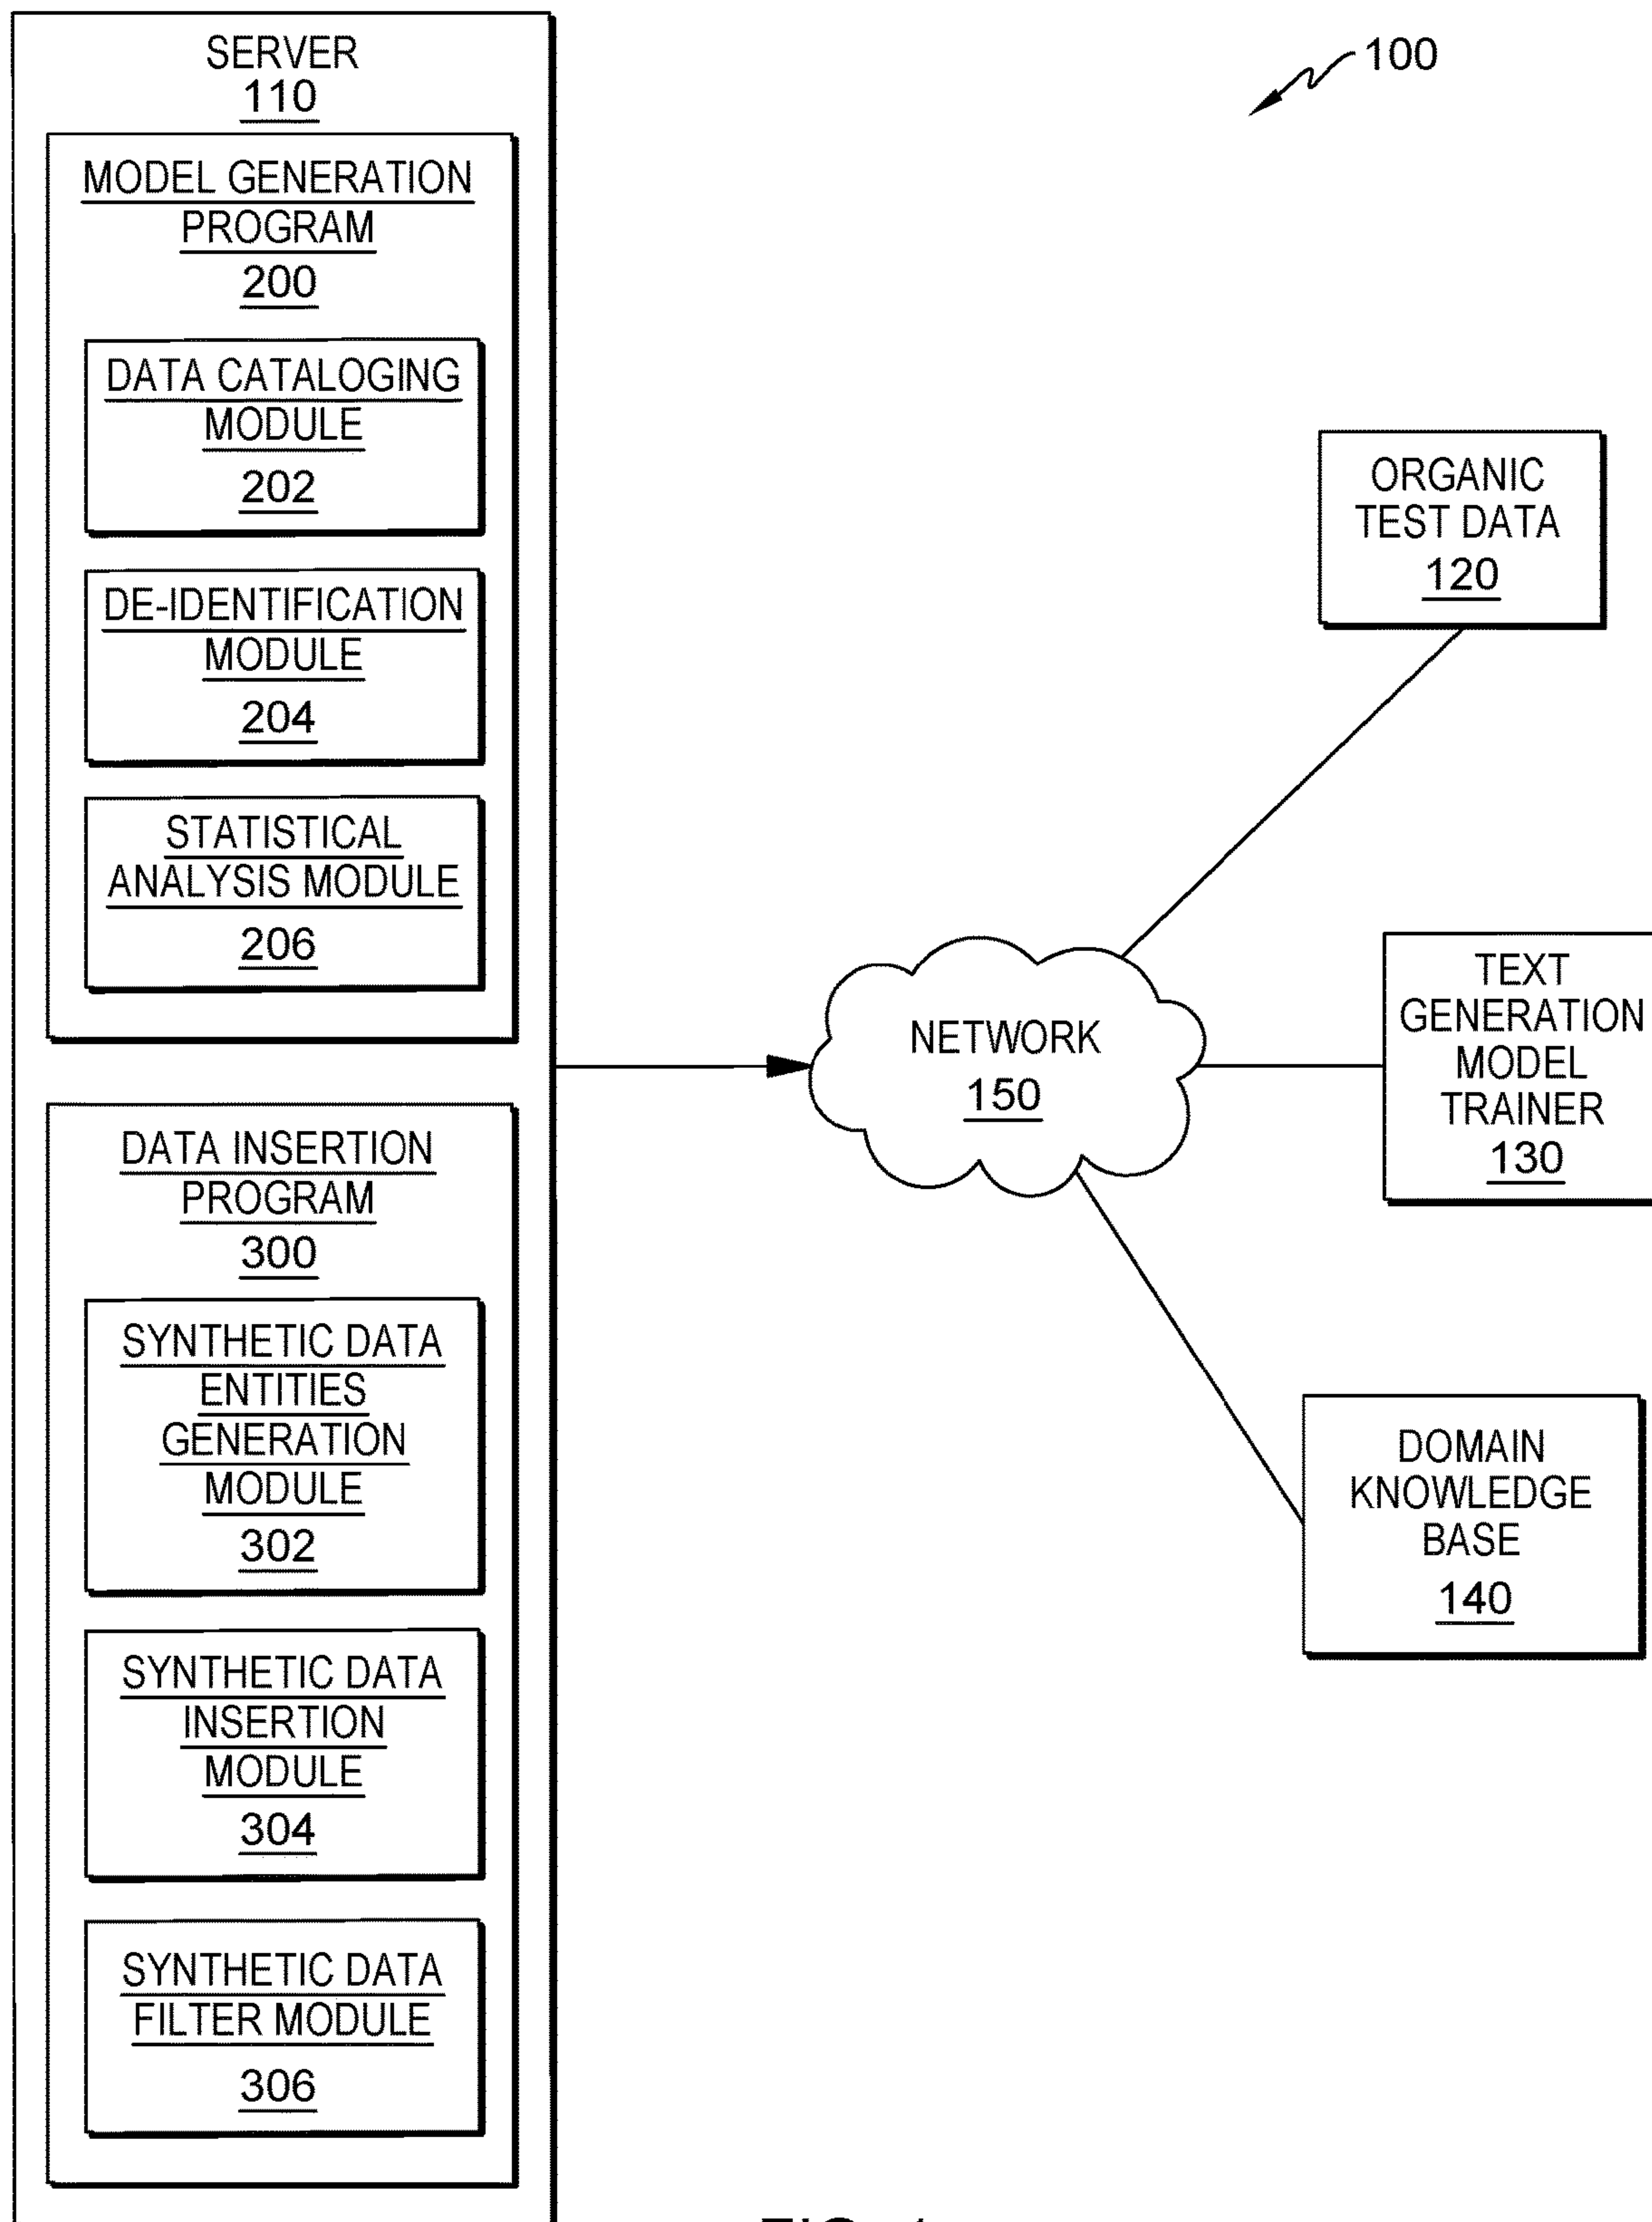 SERVER
110
MODEL GENERATION
PROGRAM
200
DATA CATALOGING
MODULE
202
DE-IDENTIFICATION
MODULE
204
STATISTICAL
ANALYSIS MODULE
206
DATA INSERTION
PROGRAM
300
SYNTHETIC DATA
ENTITIES
GENERATION
MODULE
302
SYNTHETIC DATA
INSERTION
MODULE
304
SYNTHETIC DATA
FILTER MODULE
306
100
NETWORK
150
ORGANIC
TEST DATA
120
TEXT
GENERATION
MODEL
TRAINER
130
DOMAIN
KNOWLEDGE
BASE
140